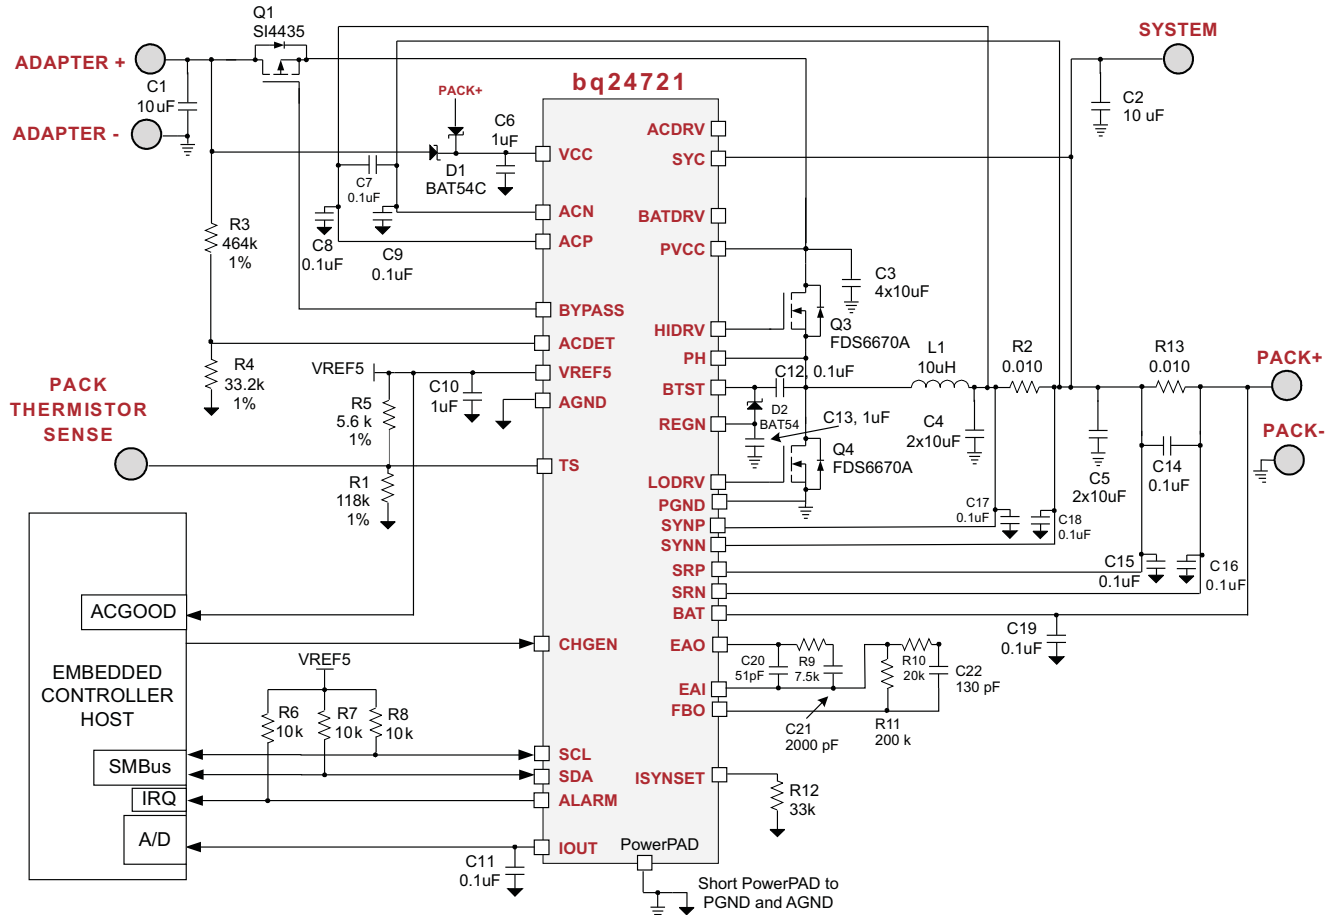 Q1
SI4435
ADAPTER +
C1
10uF
ADAPTER -
SYSTEM
C2
10 uF
bq24721
PACK+
C6
1uF
D1
BAT54C
C7
0.1uF
C8
0.1uF
C9
0.1uF
R3
464k
1%
R4
33.2k
1%
VCC
ACN
ACP
BYPASS
ACDET
VREF5
AGND
TS
CHGEN
SCL
SDA
ALARM
IOUT
ACDRV
SYC
BATDRV
PVCC
HIDRV
PH
BTST
REGN
LODRV
PGND
SYNP
SYNN
SRP
SRN
BAT
EAO
EAI
FBO
ISYNSET
PowerPAD
C3
4x10uF
Q3
FDS6670A
C12, 0.1uF
D2
BAT54
C13, 1uF
Q4
FDS6670A
L1
10uH
C4
2x10uF
R2
0.010
R13
0.010
PACK+
PACK-
C5
2x10uF
C14
0.1uF
C17
0.1uF
C18
0.1uF
C15
0.1uF
C16
0.1uF
C19
0.1uF
C20
51pF
R9
7.5k
R10
20k
C22
130 pF
C21
2000 pF
R11
200 k
R12
33k
VREF5
C10
1uF
R5
5.6 k
1%
R1
118k
1%
PACK
THERMISTOR
SENSE
ACGOOD
EMBEDDED
CONTROLLER
HOST
SMBus
IRQ
A/D
VREF5
R6
10k
R7
10k
R8
10k
C11
0.1uF
Short PowerPAD to
PGND and AGND